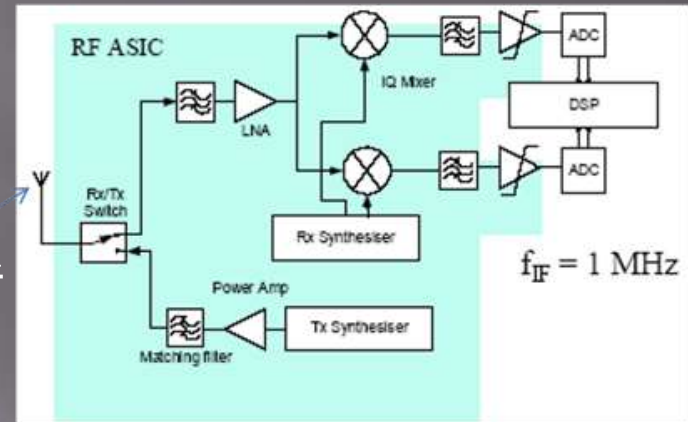 RF ASIC
IQ Mixer
ADC
LNA
DSP
Rx/Tx
Switch
ADC
Rx Synthesiser
f_IF = 1 MHz
Power Amp
Tx Synthesiser
Matching filter